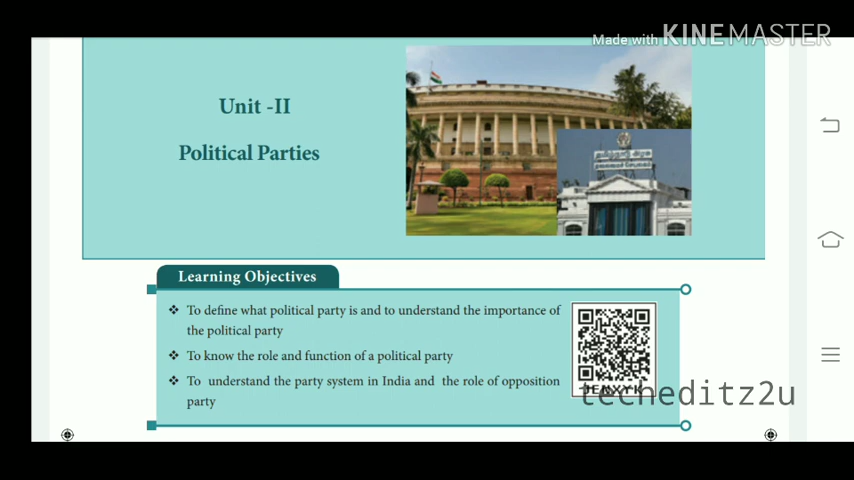 Made with KINEMASTER
Unit -II
Political Parties
Learning Objectives
❖ To define what political party is and to understand the importance of
the political party
❖ To know the role and function of a political party
❖ To understand the party system in India and the role of opposition
party
techeditz2u